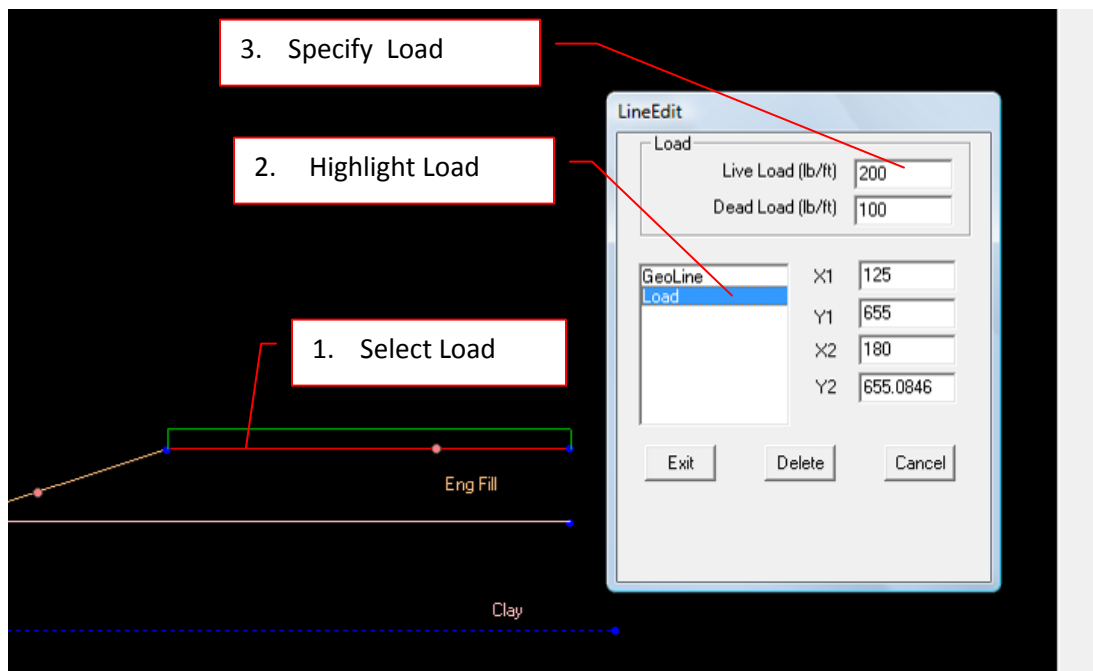 3. Specify Load
LineEdit
Load
2. Highlight Load
Live Load (lb/ft) 200
Dead Load (lb/ft) 100
GeoLine
Load
X1 125
Y1 655
1. Select Load
X2 180
Y2 655.0846
Exit Delete Cancel
Eng Fill
Clay